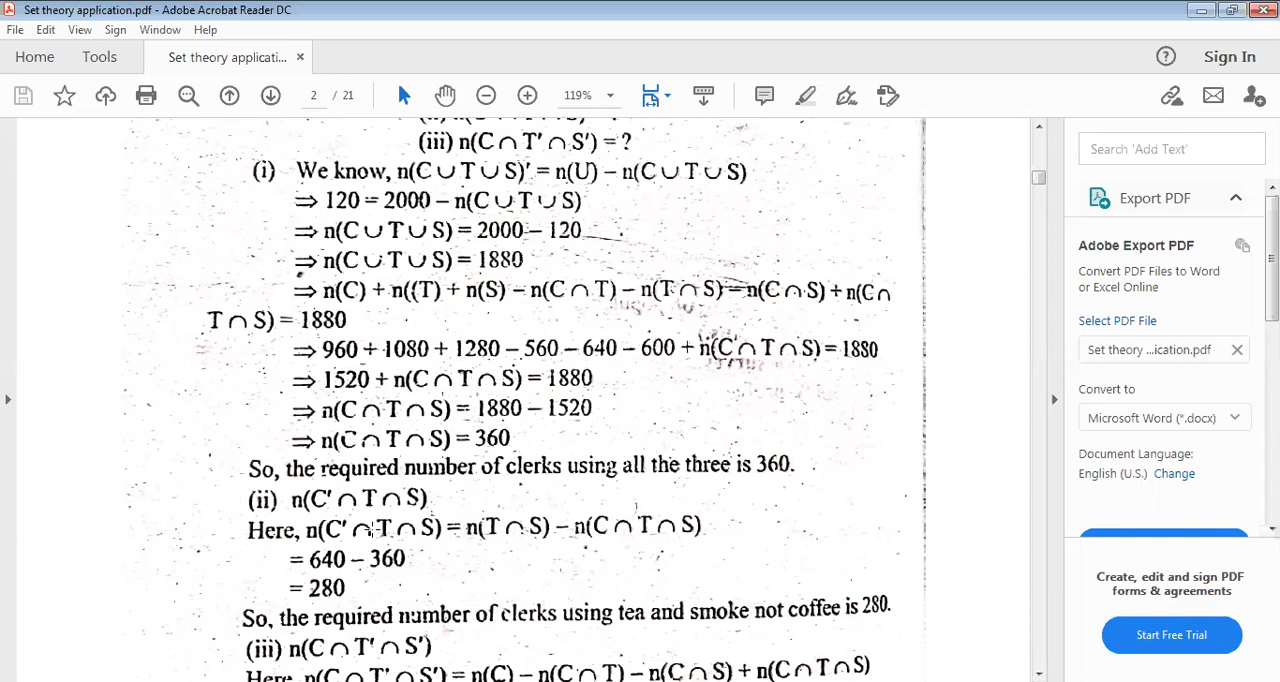 Set theory application.pdf - Adobe Acrobat Reader DC
File Edit View Sign Window Help
Home Tools Set theory applicati... × Sign In
2 / 21 119%
(iii) n(C ∩ T′ ∩ S′) = ?
(i) We know, n(C ∪ T ∪ S)′ = n(U) − n(C ∪ T ∪ S)
⇒ 120 = 2000 − n(C ∪ T ∪ S)
⇒ n(C ∪ T ∪ S) = 2000 − 120
⇒ n(C ∪ T ∪ S) = 1880
⇒ n(C) + n((T) + n(S) − n(C ∩ T) − n(T ∩ S) − n(C ∩ S) + n(C ∩
T ∩ S) = 1880
⇒ 960 + 1080 + 1280 − 560 − 640 − 600 + n(C ∩ T ∩ S) = 1880
⇒ 1520 + n(C ∩ T ∩ S) = 1880
⇒ n(C ∩ T ∩ S) = 1880 − 1520
⇒ n(C ∩ T ∩ S) = 360
So, the required number of clerks using all the three is 360.
(ii) n(C′ ∩ T ∩ S)
Here, n(C′ ∩ T ∩ S) = n(T ∩ S) − n(C ∩ T ∩ S)
= 640 − 360
= 280
So, the required number of clerks using tea and smoke not coffee is 280.
(iii) n(C ∩ T′ ∩ S′)
Here, n(C ∩ T′ ∩ S′) = n(C) − n(C ∩ T) − n(C ∩ S) + n(C ∩ T ∩ S)
Search 'Add Text'
Export PDF
Adobe Export PDF
Convert PDF Files to Word
or Excel Online
Select PDF File
Set theory ...ication.pdf ×
Convert to
Microsoft Word (*.docx)
Document Language:
English (U.S.) Change
Create, edit and sign PDF
forms & agreements
Start Free Trial